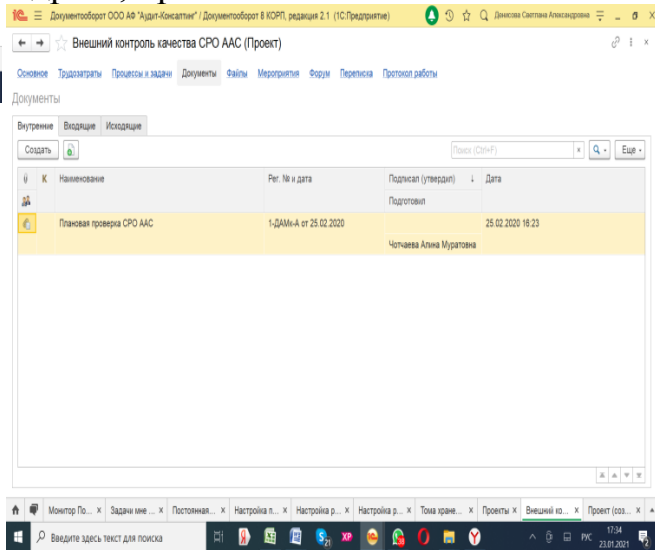 Документооборот ООО АФ "Аудит-Консалтинг" / Документооборот 8 КОРП, редакция 2.1 (1С:Предприятие) Денисова Светлана Александровна
Внешний контроль качества СРО ААС (Проект)
Основное Трудозатраты Процессы и задачи Документы Файлы Мероприятия Форум Переписка Протокол работы
Документы
Внутренние Входящие Исходящие
Создать Поиск (Ctrl+F) × Еще
К Наименование Рег. № и дата Подписал (утвердил) ↓ Дата
Подготовил
Плановая проверка СРО ААС 1-ДАМк-А от 25.02.2020 25.02.2020 16:23
Чотчаева Алина Муратовна
Монитор По... × Задачи мне ... × Постоянная... × Настройка п... × Настройка р... × Настройка р... × Тома хране... × Проекты × Внешний ко... × Проект (соз... ×
Введите здесь текст для поиска XP РУС 17:34
23.01.2021